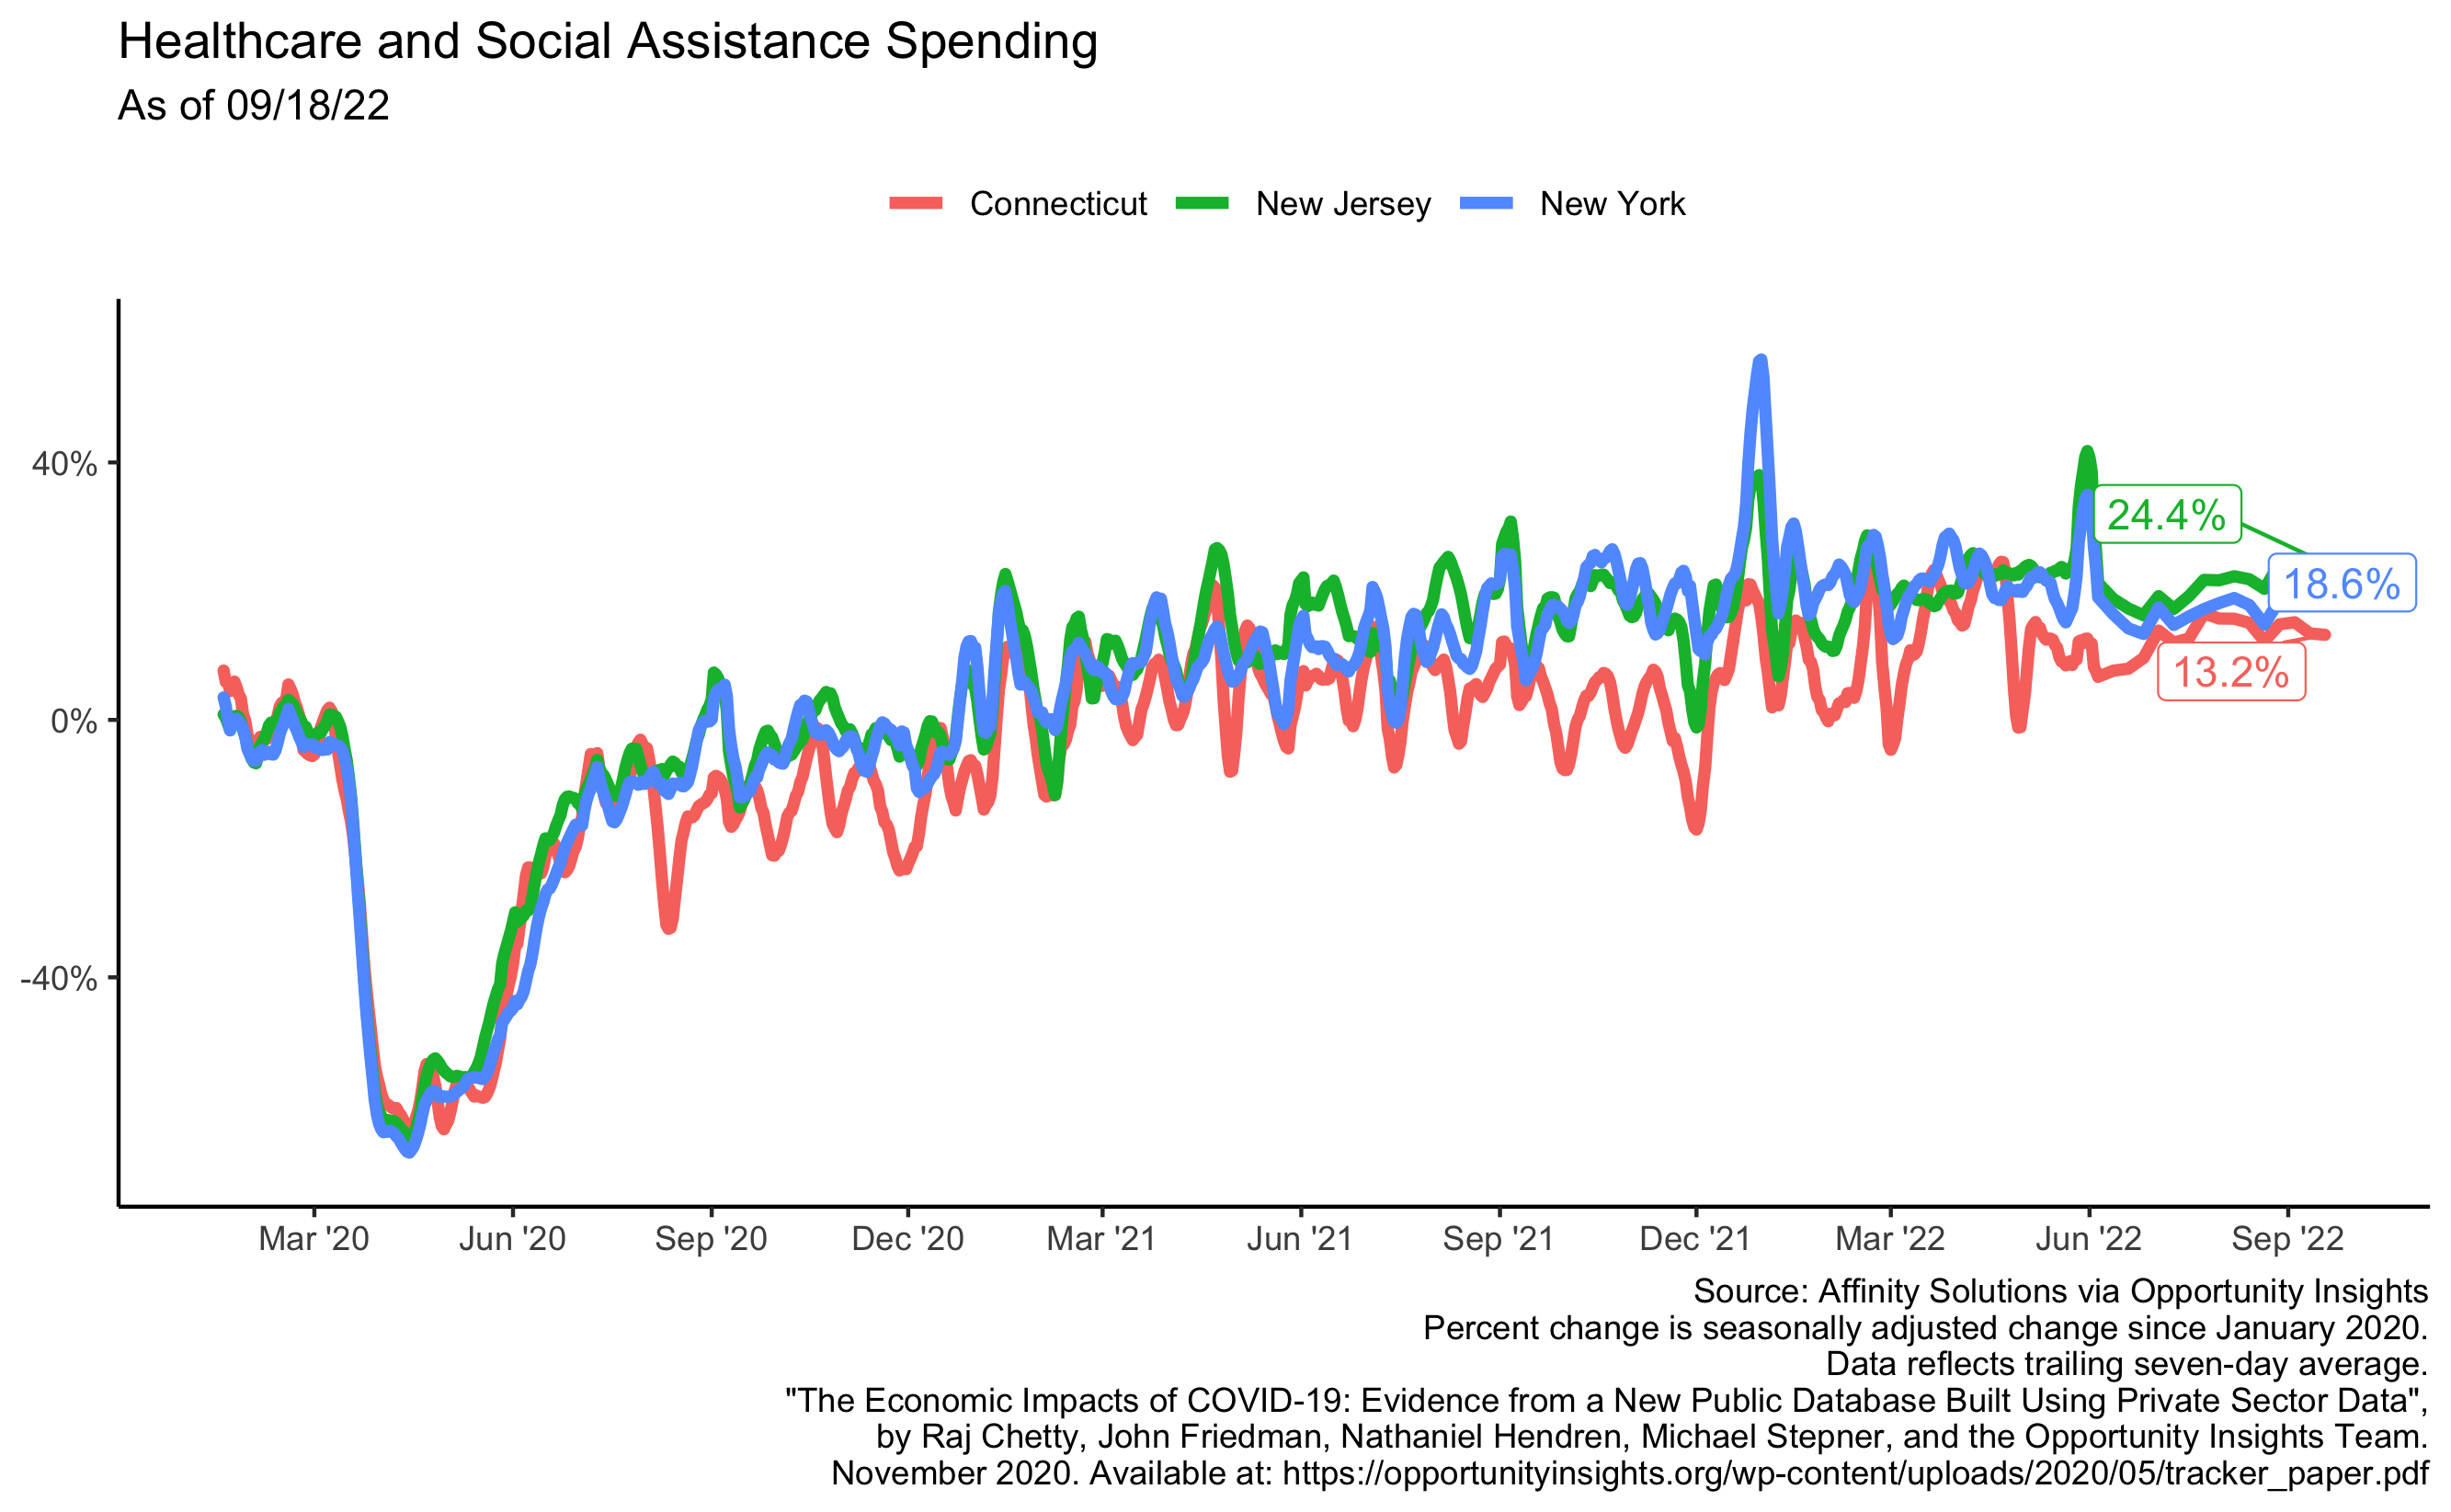 Healthcare and Social Assistance Spending
As of 09/18/22
Connecticut New Jersey New York
40%
0%
-40%
24.4%
18.6%
13.2%
Mar '20 Jun '20 Sep '20 Dec '20 Mar '21 Jun '21 Sep '21 Dec '21 Mar '22 Jun '22 Sep '22
Source: Affinity Solutions via Opportunity Insights
Percent change is seasonally adjusted change since January 2020.
Data reflects trailing seven-day average.
"The Economic Impacts of COVID-19: Evidence from a New Public Database Built Using Private Sector Data",
by Raj Chetty, John Friedman, Nathaniel Hendren, Michael Stepner, and the Opportunity Insights Team.
November 2020. Available at: https://opportunityinsights.org/wp-content/uploads/2020/05/tracker_paper.pdf